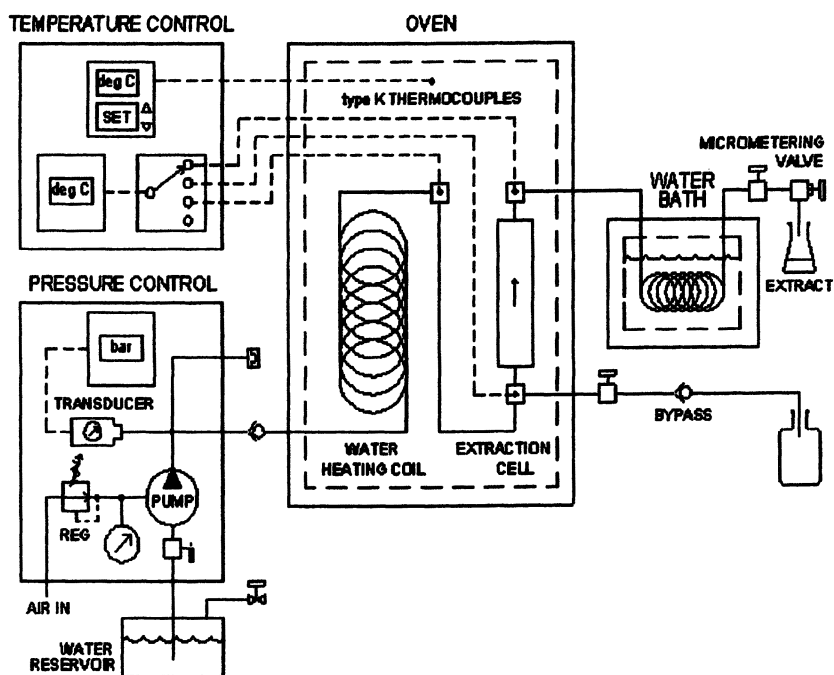 TEMPERATURE CONTROL
OVEN
deg C
SET
type K THERMOCOUPLES
deg C
MICROMETERING
VALVE
WATER
BATH
EXTRACT
PRESSURE CONTROL
bar
TRANSDUCER
WATER
HEATING COIL
EXTRACTION
CELL
BYPASS
PUMP
REG
AIR IN
WATER
RESERVOIR